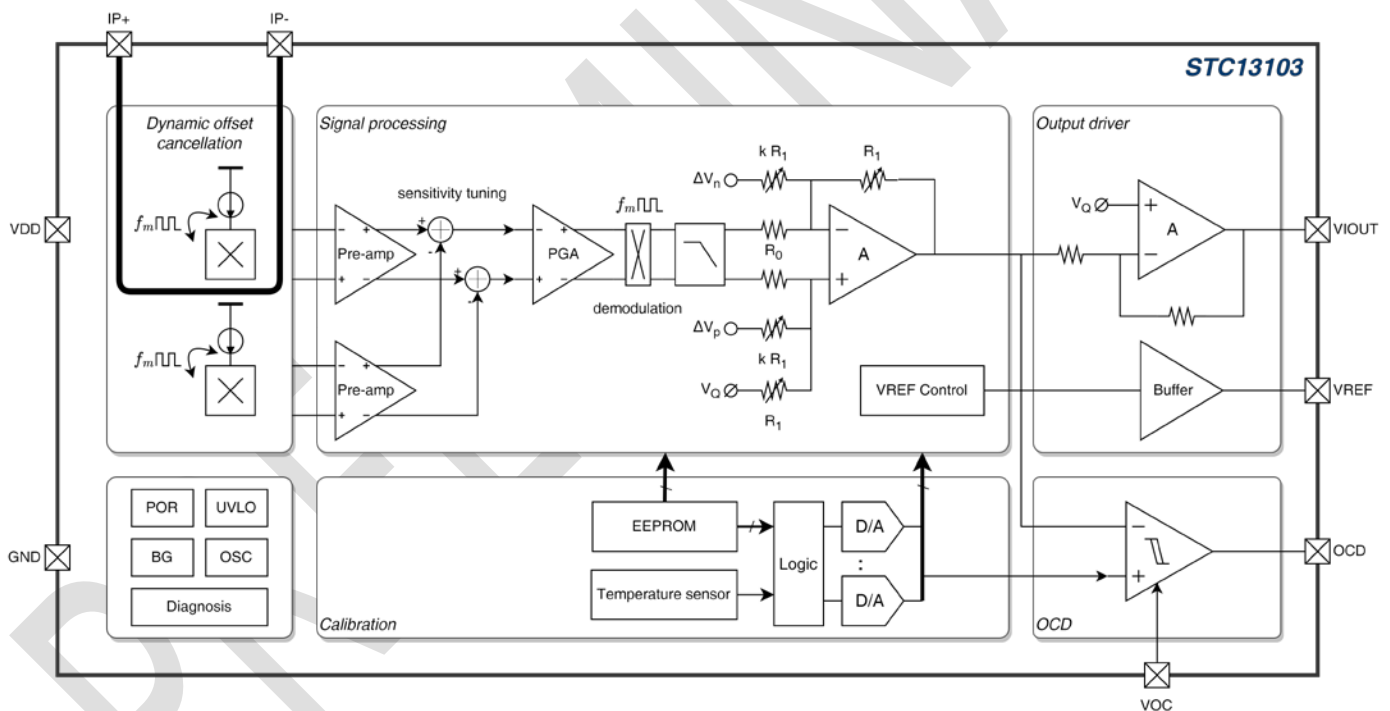 IP+
IP-
STC13103
Dynamic offset
cancellation
Signal processing
Output driver
k R1
R1
ΔVn
sensitivity tuning
fm
fm
VQ
VDD
Pre-amp
PGA
R0
A
A
VIOUT
demodulation
ΔVp
k R1
fm
Pre-amp
VQ
R1
VREF Control
Buffer
VREF
POR
UVLO
EEPROM
D/A
BG
OSC
Logic
GND
OCD
Diagnosis
Temperature sensor
D/A
Calibration
OCD
VOC